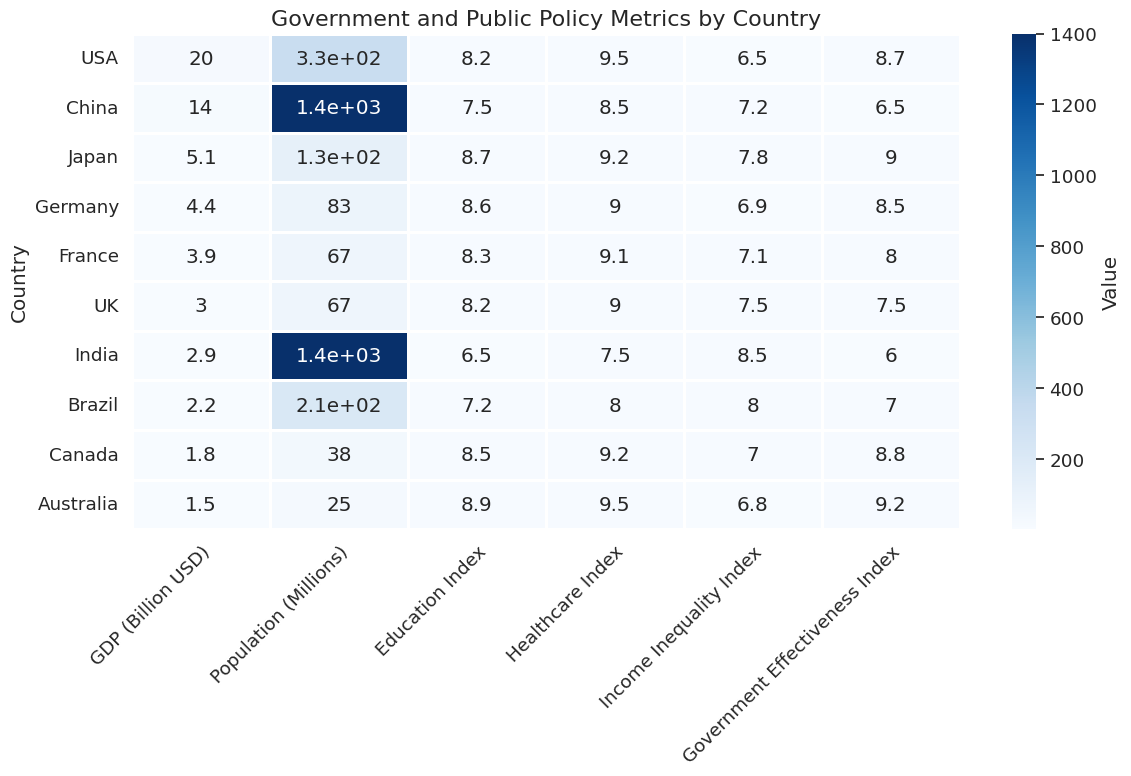 Government and Public Policy Metrics by Country
USA 20 3.3e+02 8.2 9.5 6.5 8.7
China 14 1.4e+03 7.5 8.5 7.2 6.5
Japan 5.1 1.3e+02 8.7 9.2 7.8 9
Germany 4.4 83 8.6 9 6.9 8.5
France 3.9 67 8.3 9.1 7.1 8
UK 3 67 8.2 9 7.5 7.5
India 2.9 1.4e+03 6.5 7.5 8.5 6
Brazil 2.2 2.1e+02 7.2 8 8 7
Canada 1.8 38 8.5 9.2 7 8.8
Australia 1.5 25 8.9 9.5 6.8 9.2
Country
GDP (Billion USD)
Population (Millions)
Education Index
Healthcare Index
Income Inequality Index
Government Effectiveness Index
1400
1200
1000
800
600
400
200
Value